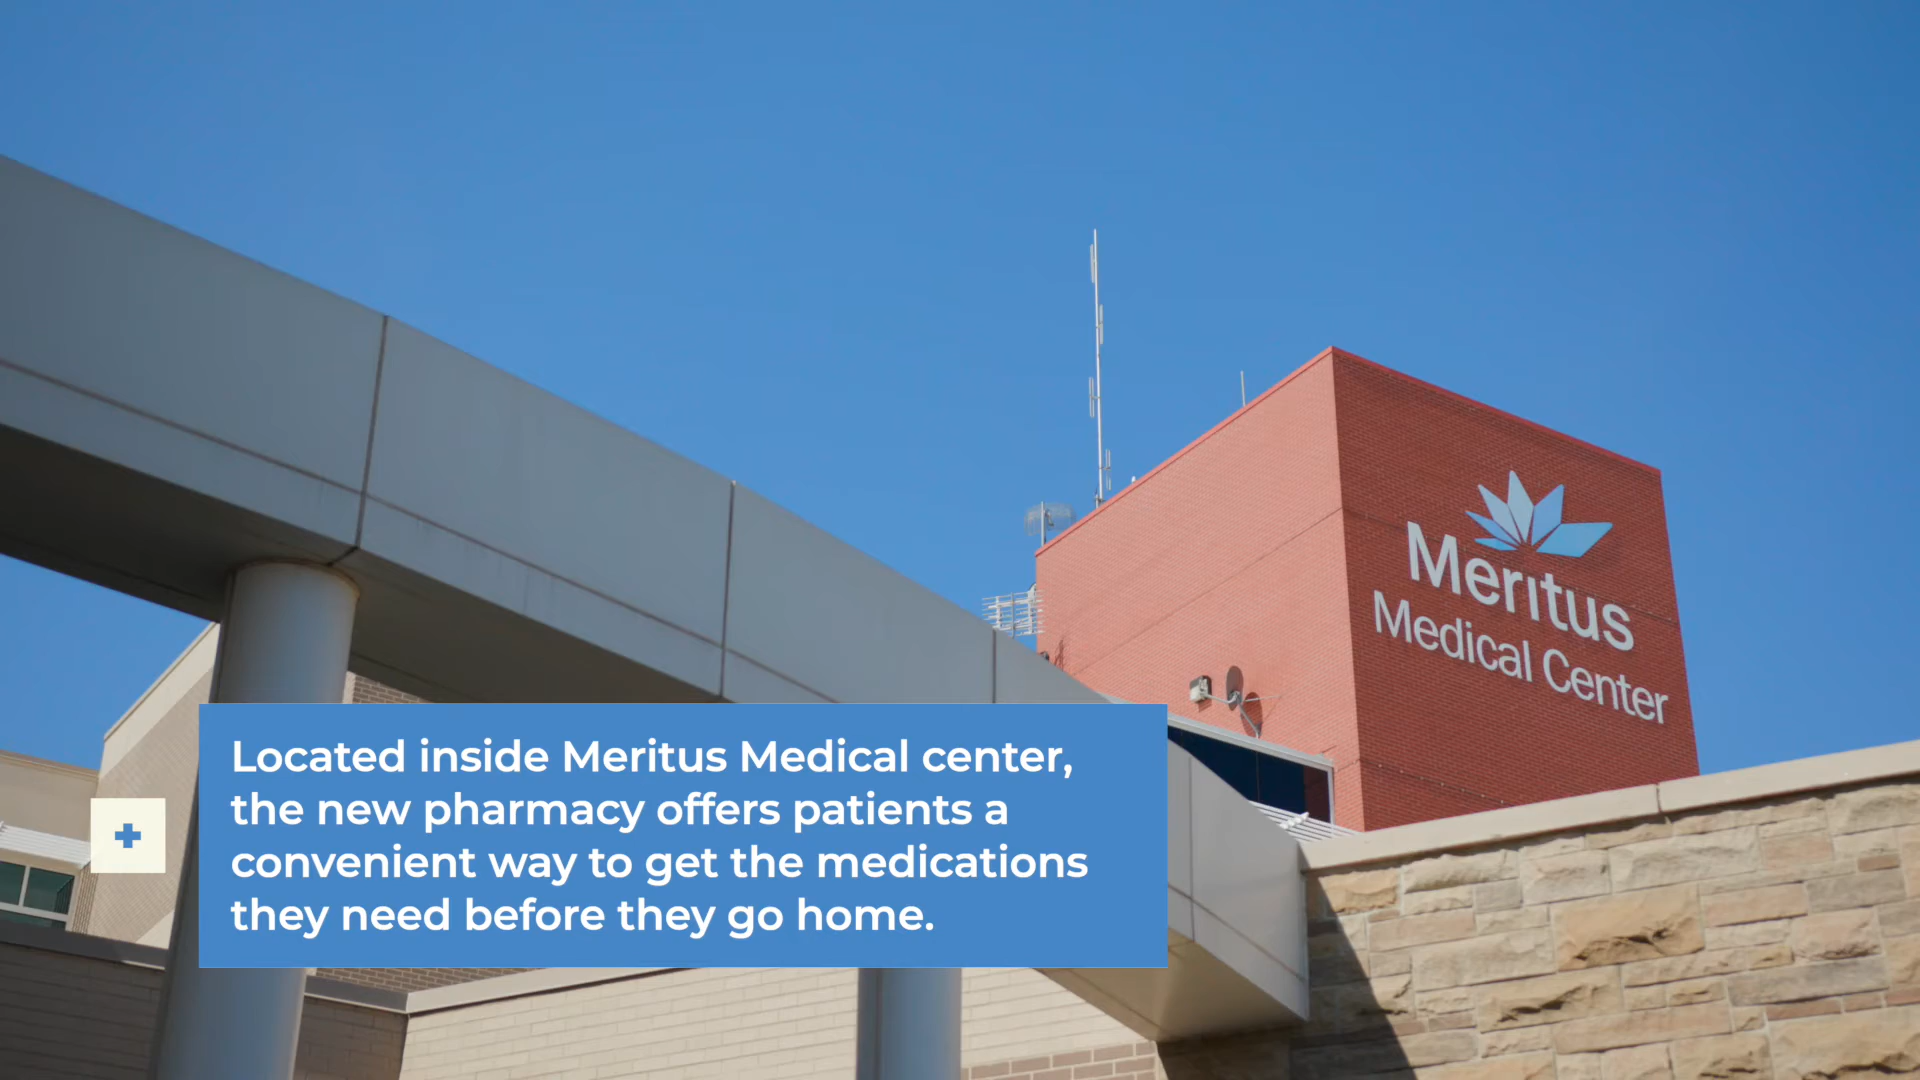 Meritus
Medical Center
Located inside Meritus Medical center,
the new pharmacy offers patients a
convenient way to get the medications
they need before they go home.